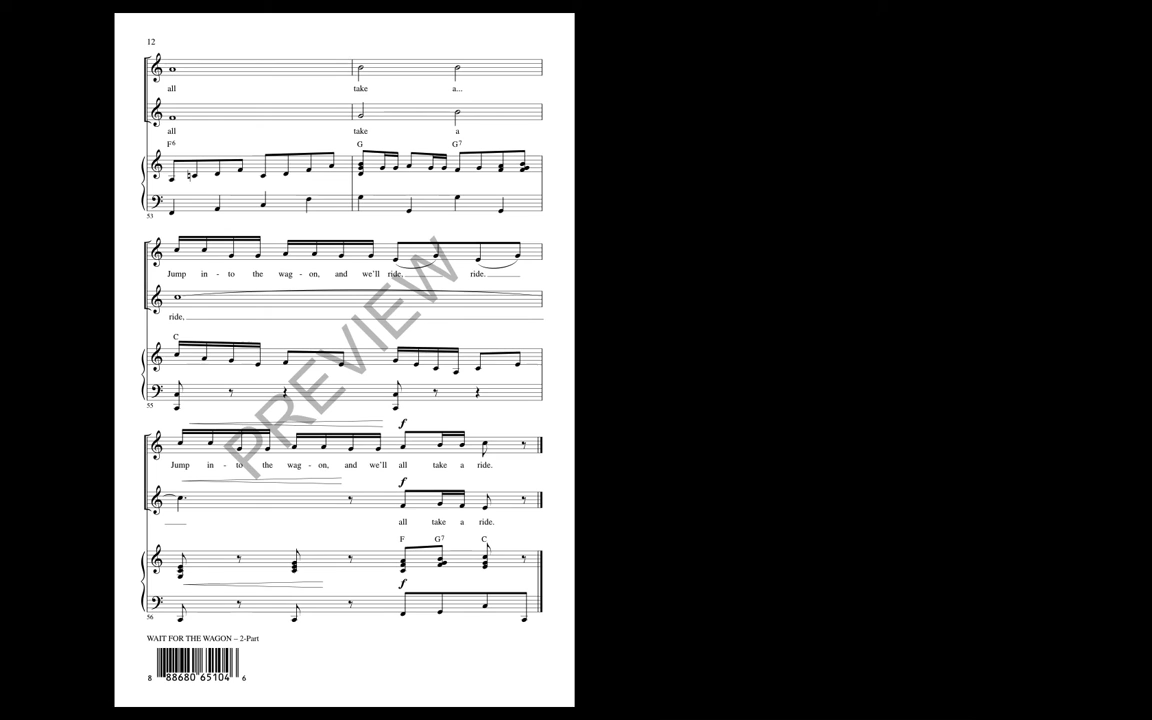 12
all take a...
all take a
F6 G G7
53
Jump in - to the wag - on, and we'll ride, ride.
ride,
C
55
f
Jump in - to the wag - on, and we'll all take a ride.
f
all take a ride.
F G7 C
f
56
WAIT FOR THE WAGON – 2-Part
8 88680 65104 6
PREVIEW